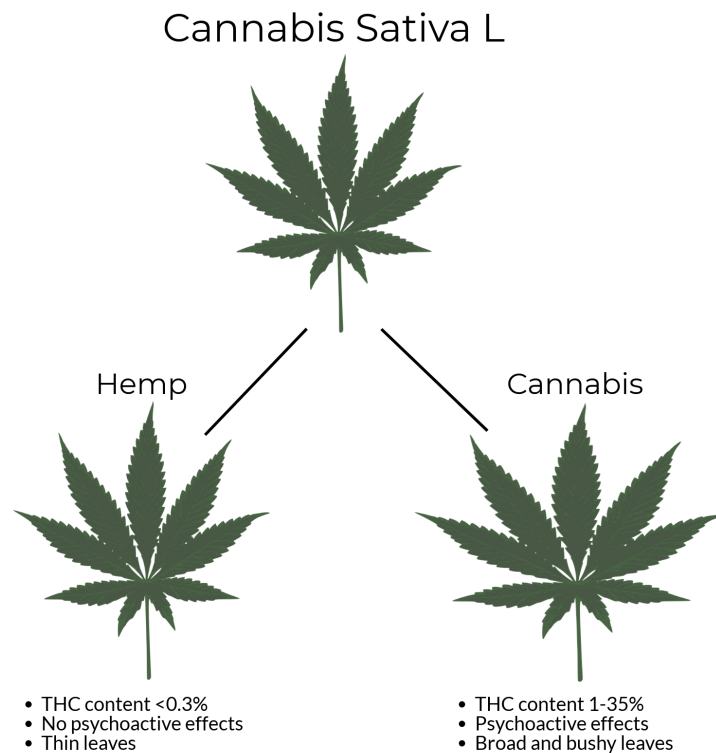 Cannabis Sativa L
Hemp
Cannabis
• THC content <0.3%
• No psychoactive effects
• Thin leaves
• THC content 1-35%
• Psychoactive effects
• Broad and bushy leaves